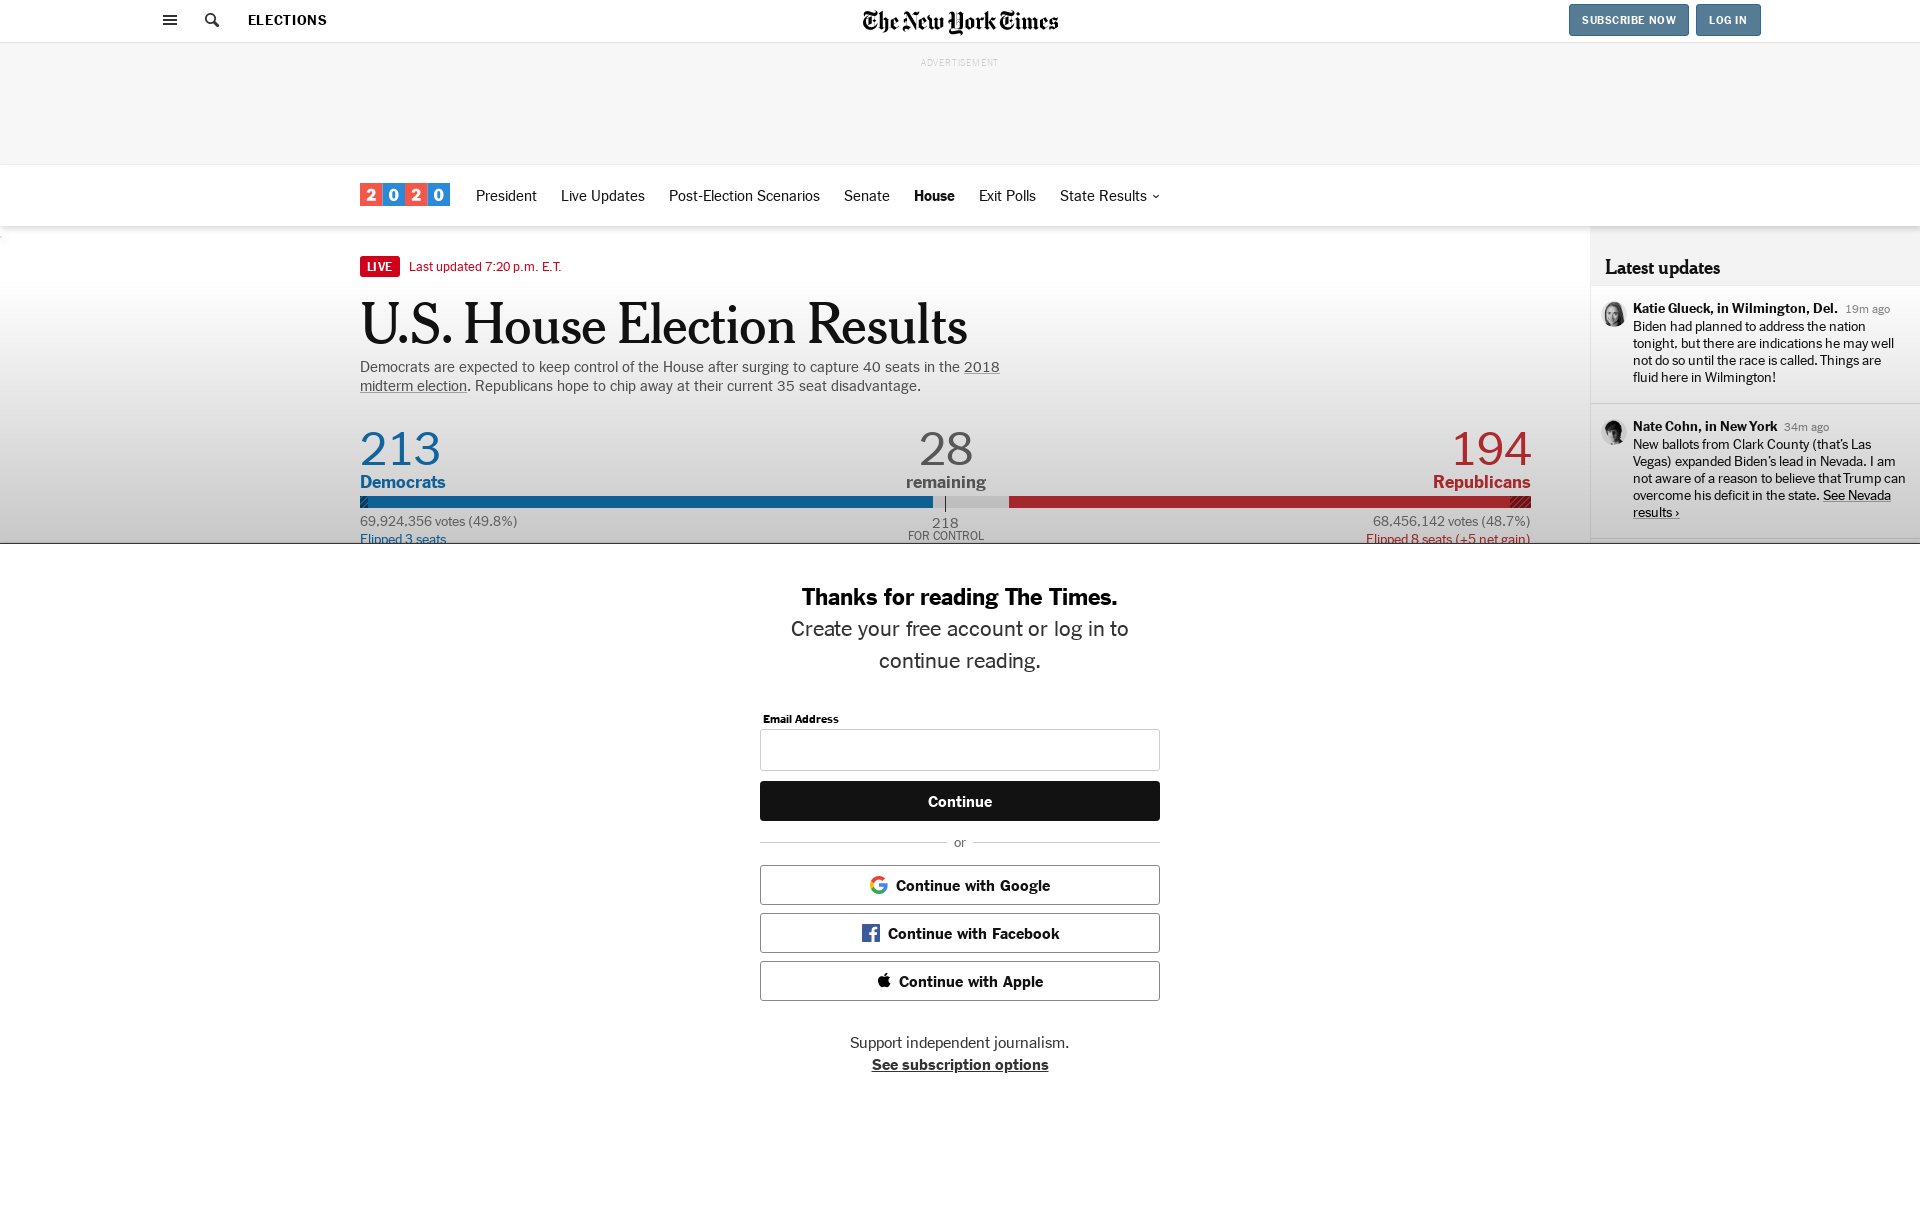 ELECTIONS
The New York Times
SUBSCRIBE NOW
LOG IN
ADVERTISEMENT
2020
President
Live Updates
Post-Election Scenarios
Senate
House
Exit Polls
State Results
LIVE
Last updated 7:20 p.m. E.T.
U.S. House Election Results
Democrats are expected to keep control of the House after surging to capture 40 seats in the 2018
midterm election. Republicans hope to chip away at their current 35 seat disadvantage.
213
28
194
Democrats
remaining
Republicans
69,924,356 votes (49.8%)
218
68,456,142 votes (48.7%)
Flipped 3 seats
FOR CONTROL
Flipped 8 seats (+5 net gain)
Latest updates
Katie Glueck, in Wilmington, Del. 19m ago
Biden had planned to address the nation
tonight, but there are indications he may well
not do so until the race is called. Things are
fluid here in Wilmington!
Nate Cohn, in New York 34m ago
New ballots from Clark County (that's Las
Vegas) expanded Biden's lead in Nevada. I am
not aware of a reason to believe that Trump can
overcome his deficit in the state. See Nevada
results ›
Thanks for reading The Times.
Create your free account or log in to
continue reading.
Email Address
Continue
or
Continue with Google
Continue with Facebook
Continue with Apple
Support independent journalism.
See subscription options